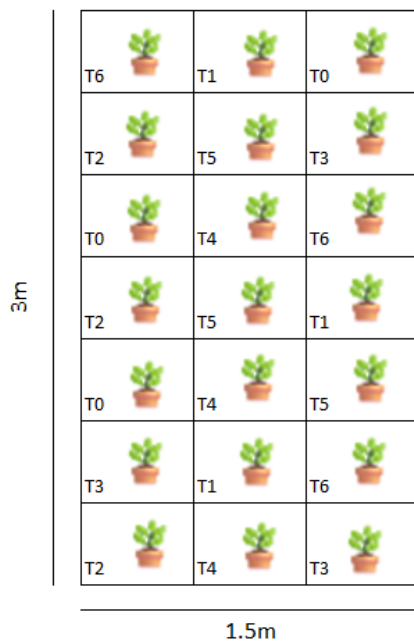 T6 T1 T0
T2 T5 T3
T0 T4 T6
3m
T2 T5 T1
T0 T4 T5
T3 T1 T6
T2 T4 T3
1.5m